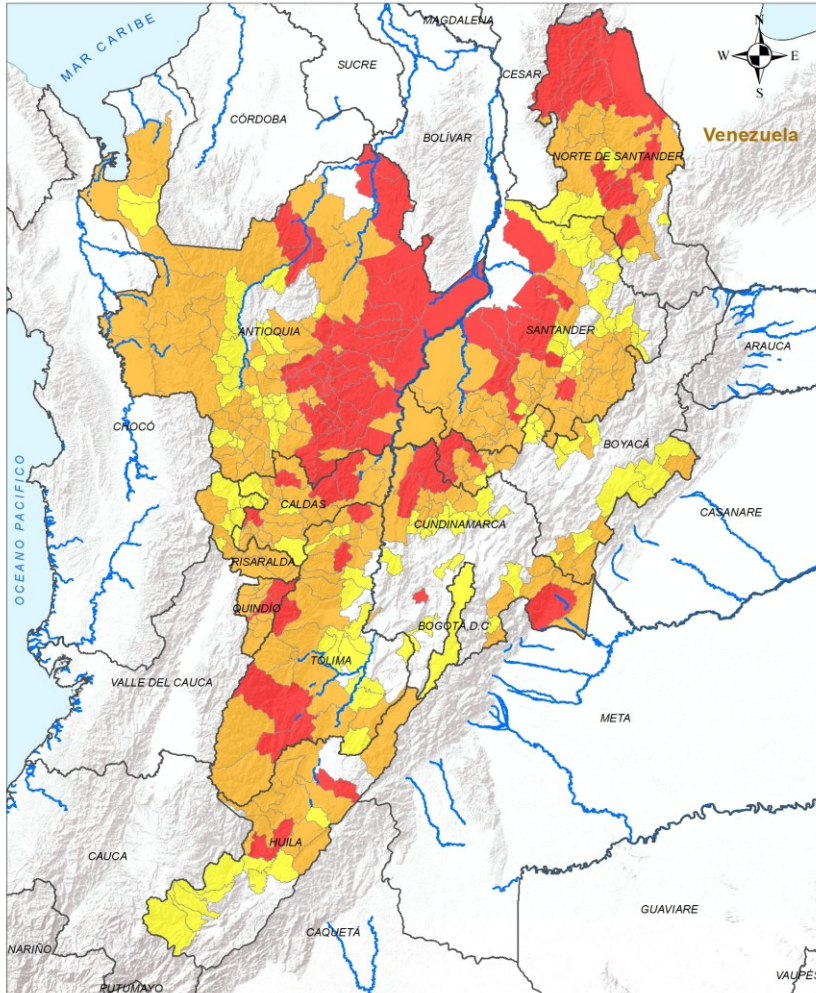 MAGDALENA
N
MAR CARIBE
SUCRE
CESAR
W
E
S
CÓRDOBA
BOLÍVAR
Venezuela
NORTE DE SANTANDER
ANTIOQUIA
SANTANDER
ARAUCA
CHOCÓ
BOYACÁ
OCEANO PACIFICO
CALDAS
CUNDINAMARCA
CASANARE
RISARALDA
QUINDÍO
BOGOTÁ,D.C
TOLIMA
VALLE DEL CAUCA
META
HUILA
CAUCA
GUAVIARE
CAQUETÁ
NARIÑO
PUTUMAYO
VAUPÉS